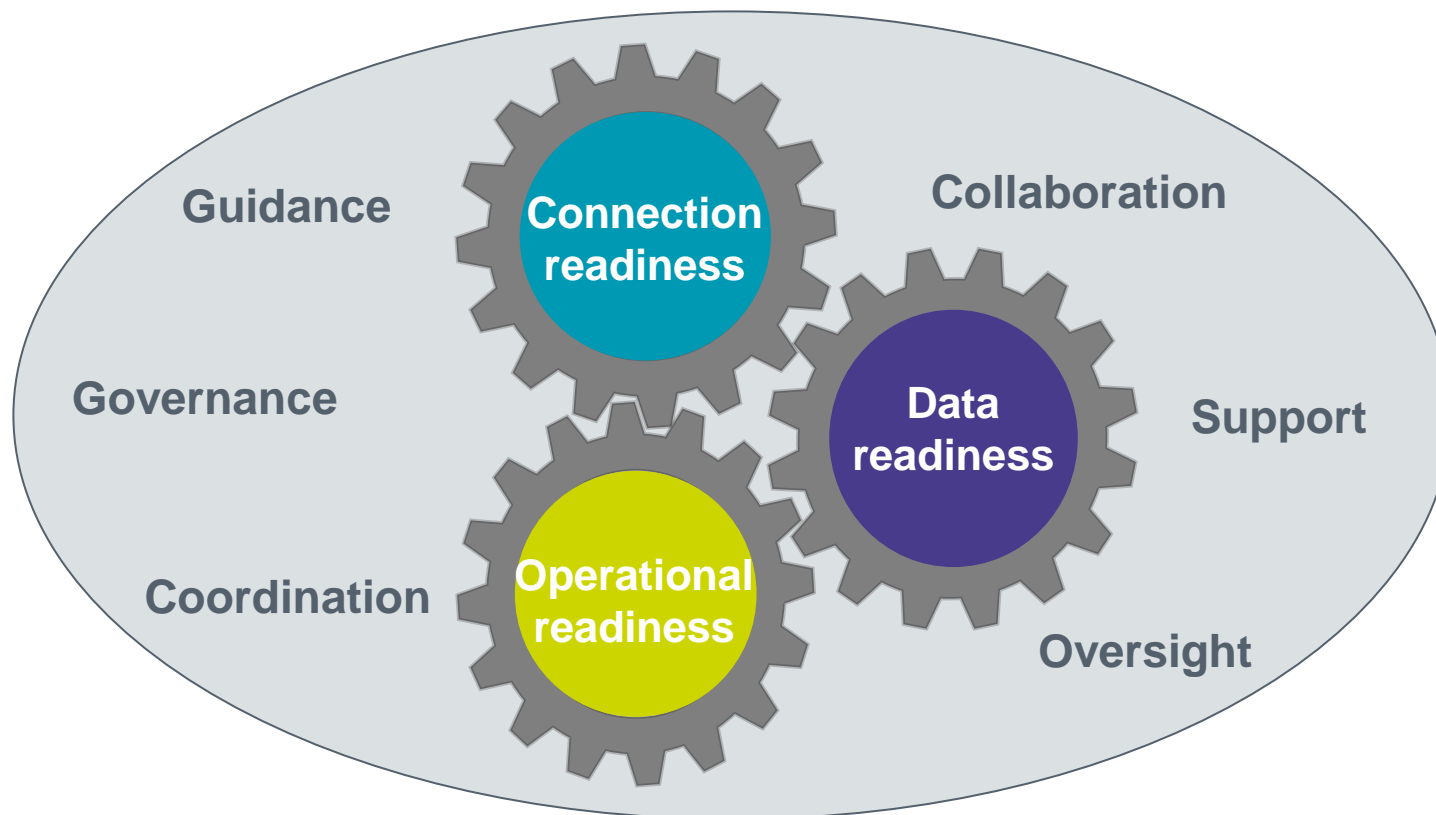 Guidance
Connection
readiness
Collaboration
Governance
Data
readiness
Support
Coordination
Operational
readiness
Oversight